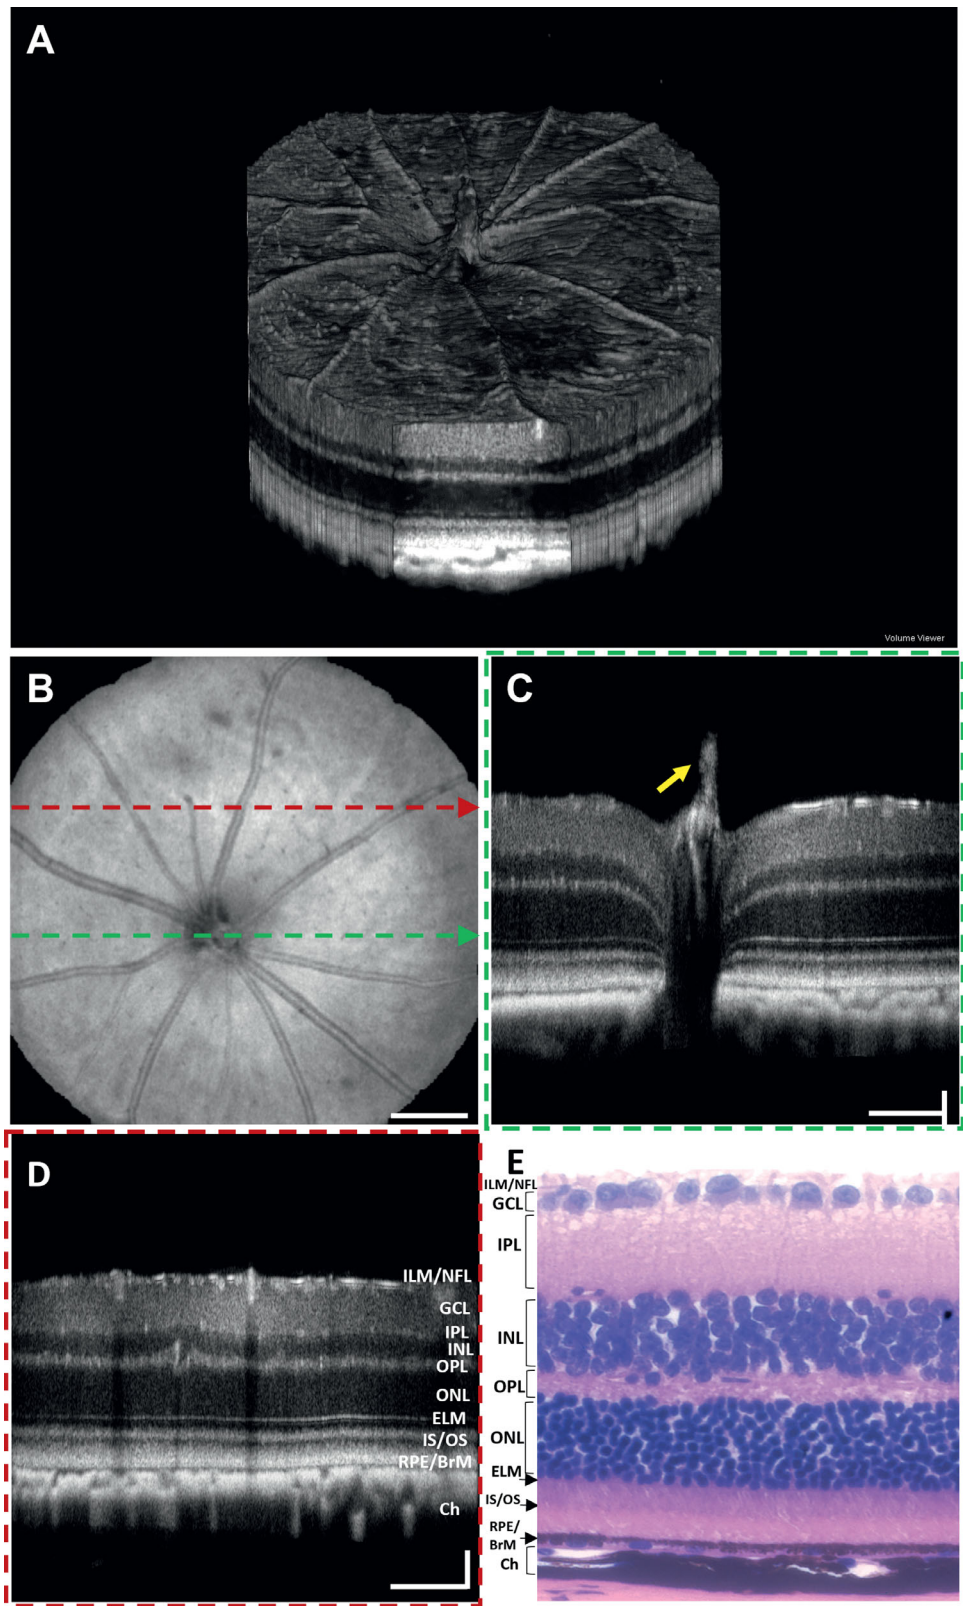 A
Volume Viewer
B
C
D
ILM/NFL
GCL
IPL
INL
OPL
ONL
ELM
IS/OS
RPE/BrM
Ch
E
ILM/NFL
GCL
IPL
INL
OPL
ONL
ELM
IS/OS
RPE/
BrM
Ch